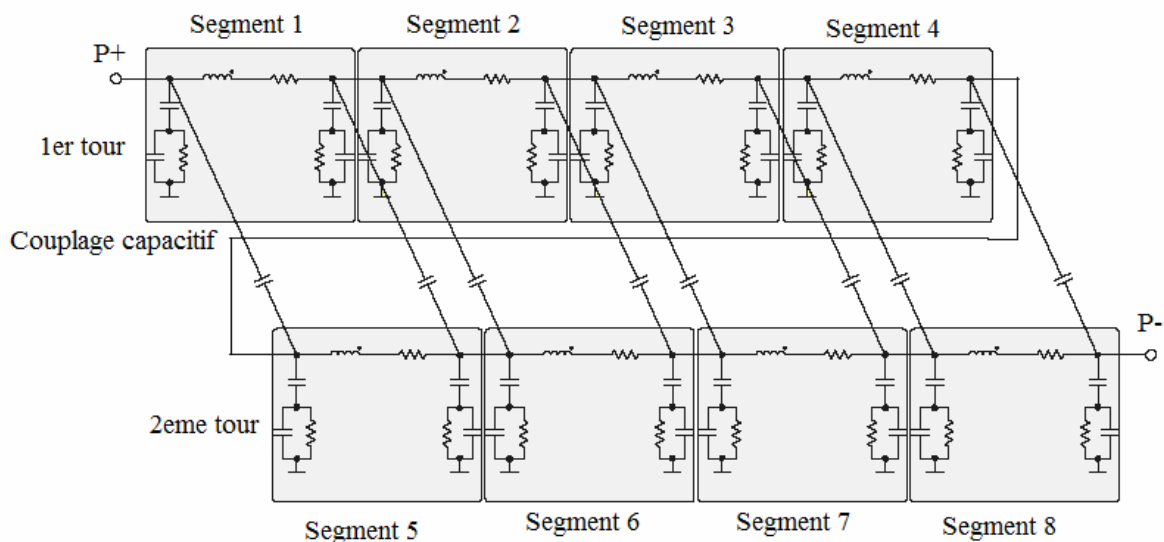 Segment 1
Segment 2
Segment 3
Segment 4
P+
1er tour
Couplage capacitif
P-
2eme tour
Segment 5
Segment 6
Segment 7
Segment 8